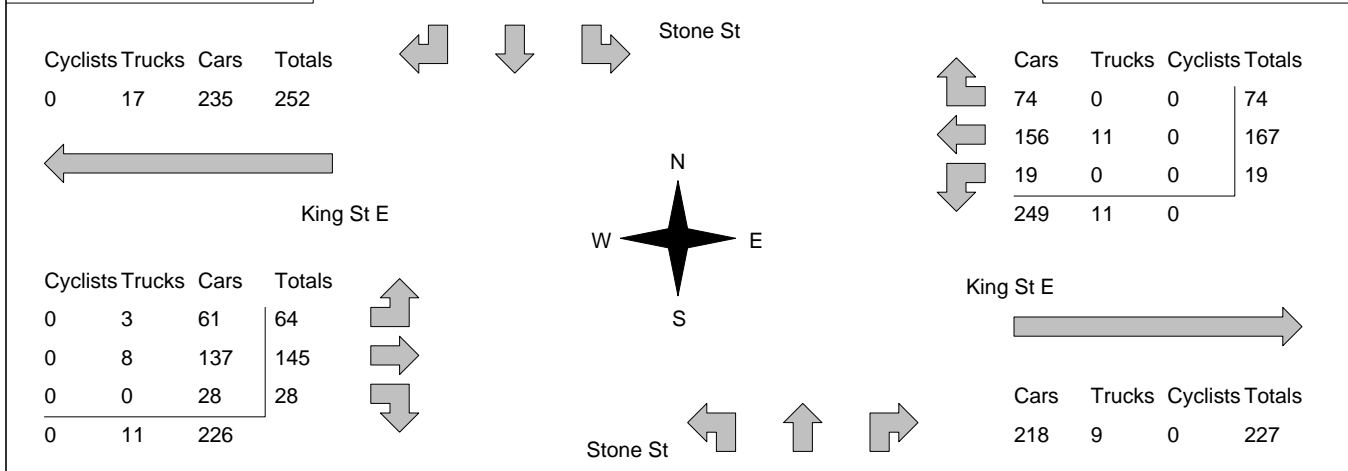 Stone St
Cyclists Trucks Cars Totals
0 17 235 252
King St E
Cyclists Trucks Cars Totals
0 3 61 64
0 8 137 145
0 0 28 28
0 11 226
N
W E
S
Stone St
Cars Trucks Cyclists Totals
74 0 0 74
156 11 0 167
19 0 0 19
249 11 0
King St E
Cars Trucks Cyclists Totals
218 9 0 227